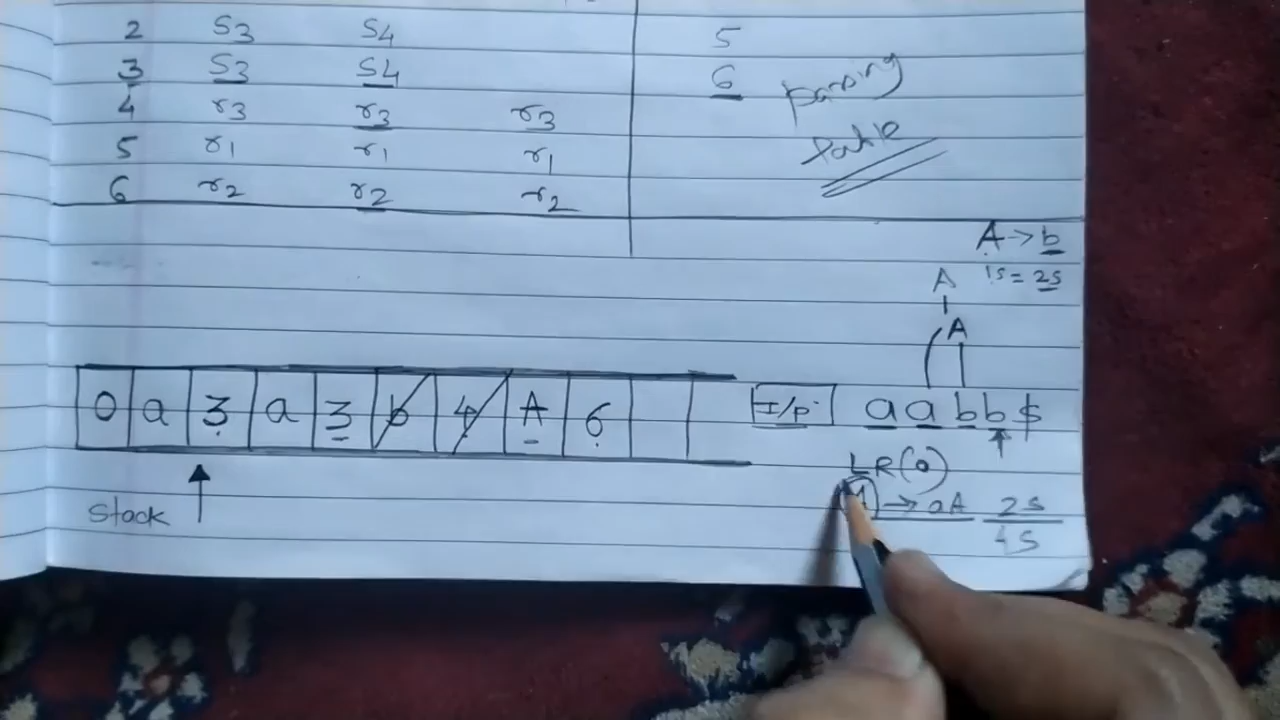 2 S3 S4 5
3 S3 S4 6
4 r3 r3 r3
5 r1 r1 r1
6 r2 r2 r2
parsing
table
A → b
A 1s = 2s
A
0 a 3 a 3 b 4 A 6
I/p a a b b $
LR(0)
Stack
A → aA 2s
4s